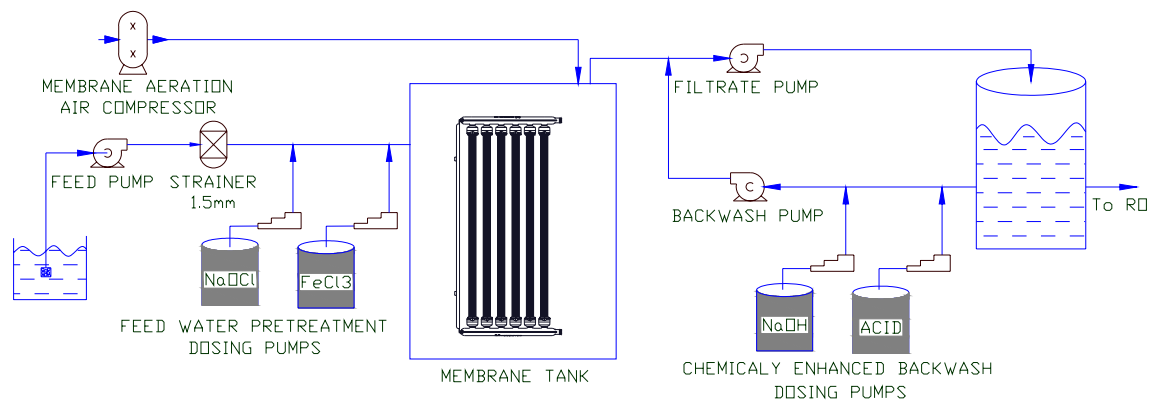 MEMBRANE AERATION
AIR COMPRESSOR
FEED PUMP
STRAINER
1.5mm
NaOCl
FeCl3
FEED WATER PRETREATMENT
DOSING PUMPS
MEMBRANE TANK
FILTRATE PUMP
BACKWASH PUMP
To RO
NaOH
ACID
CHEMICALY ENHANCED BACKWASH
DOSING PUMPS